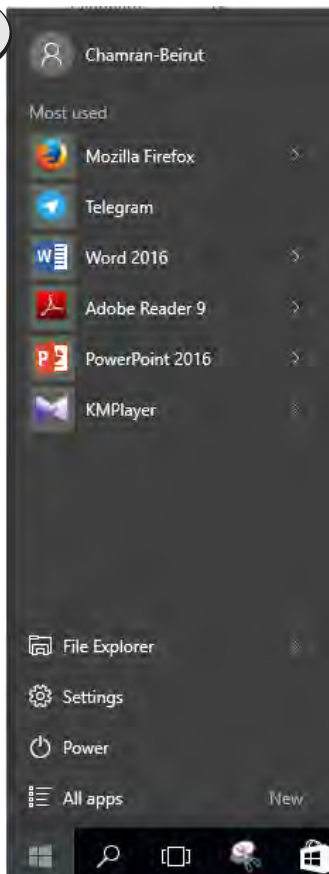 Chamran-Beirut
Most used
Mozilla Firefox
Telegram
Word 2016
Adobe Reader 9
PowerPoint 2016
KMPlayer
File Explorer
Settings
Power
All apps New